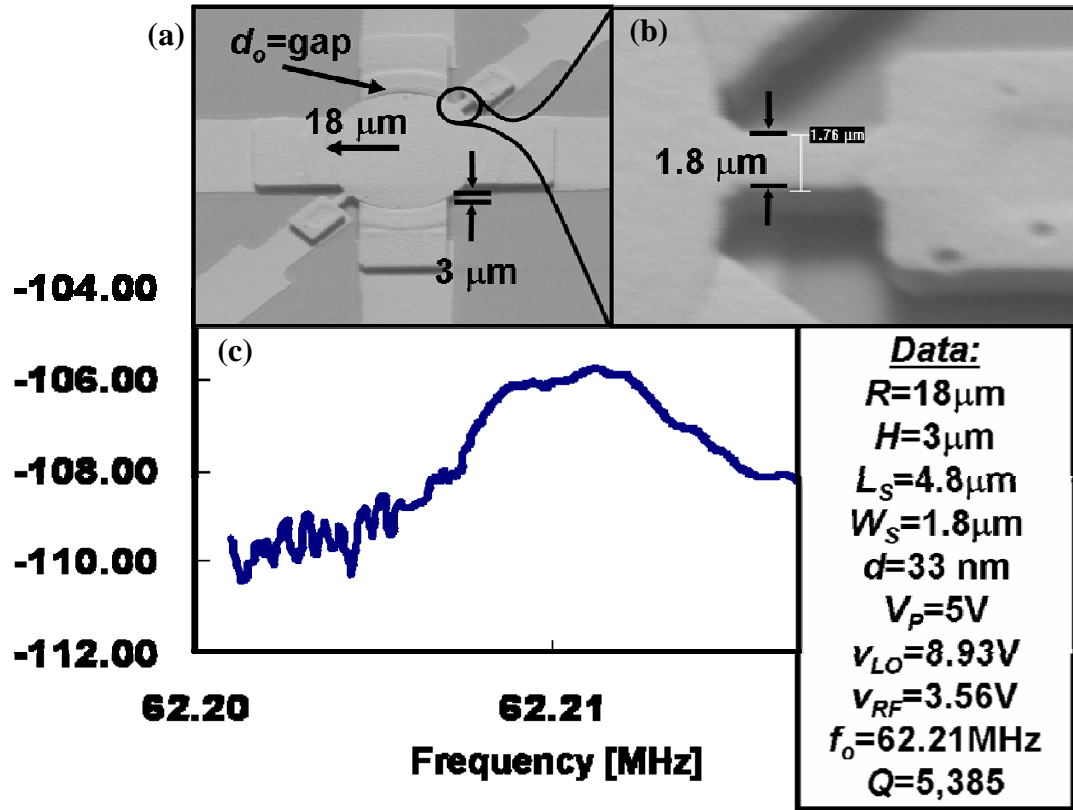 (a)
dₒ=gap
18 μm
3 μm
(b)
1.76 μm
1.8 μm
(c)
-104.00
-106.00
-108.00
-110.00
-112.00
62.20
62.21
Frequency [MHz]
Data:
R=18μm
H=3μm
L_S=4.8μm
W_S=1.8μm
d=33 nm
V_P=5V
v_LO=8.93V
v_RF=3.56V
fₒ=62.21MHz
Q=5,385